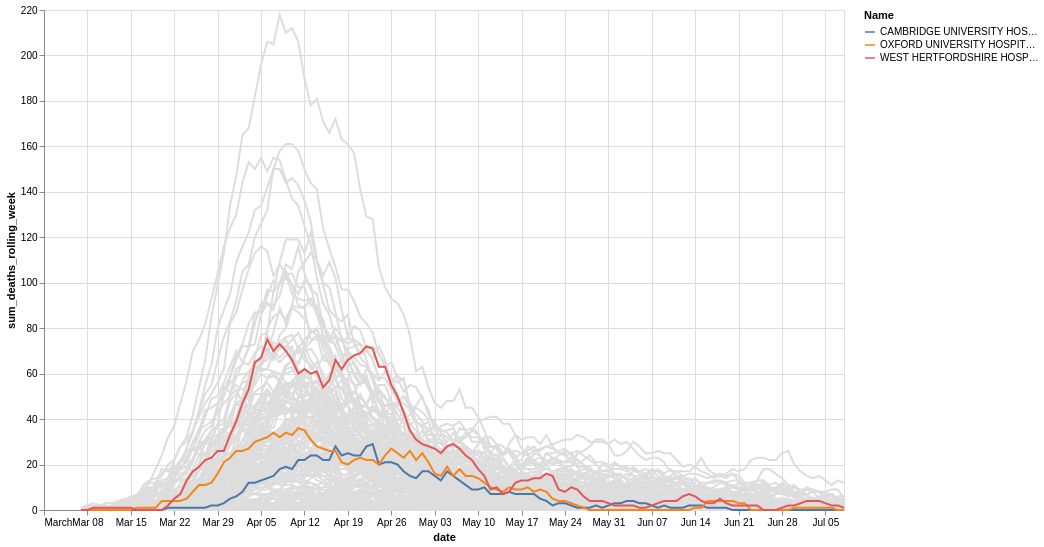 220
200
180
160
140
120
100
80
60
40
20
0
sum_deaths_rolling_week
March Mar 08 Mar 15 Mar 22 Mar 29 Apr 05 Apr 12 Apr 19 Apr 26 May 03 May 10 May 17 May 24 May 31 Jun 07 Jun 14 Jun 21 Jun 28 Jul 05
date
Name
CAMBRIDGE UNIVERSITY HOS…
OXFORD UNIVERSITY HOSPIT…
WEST HERTFORDSHIRE HOSP…